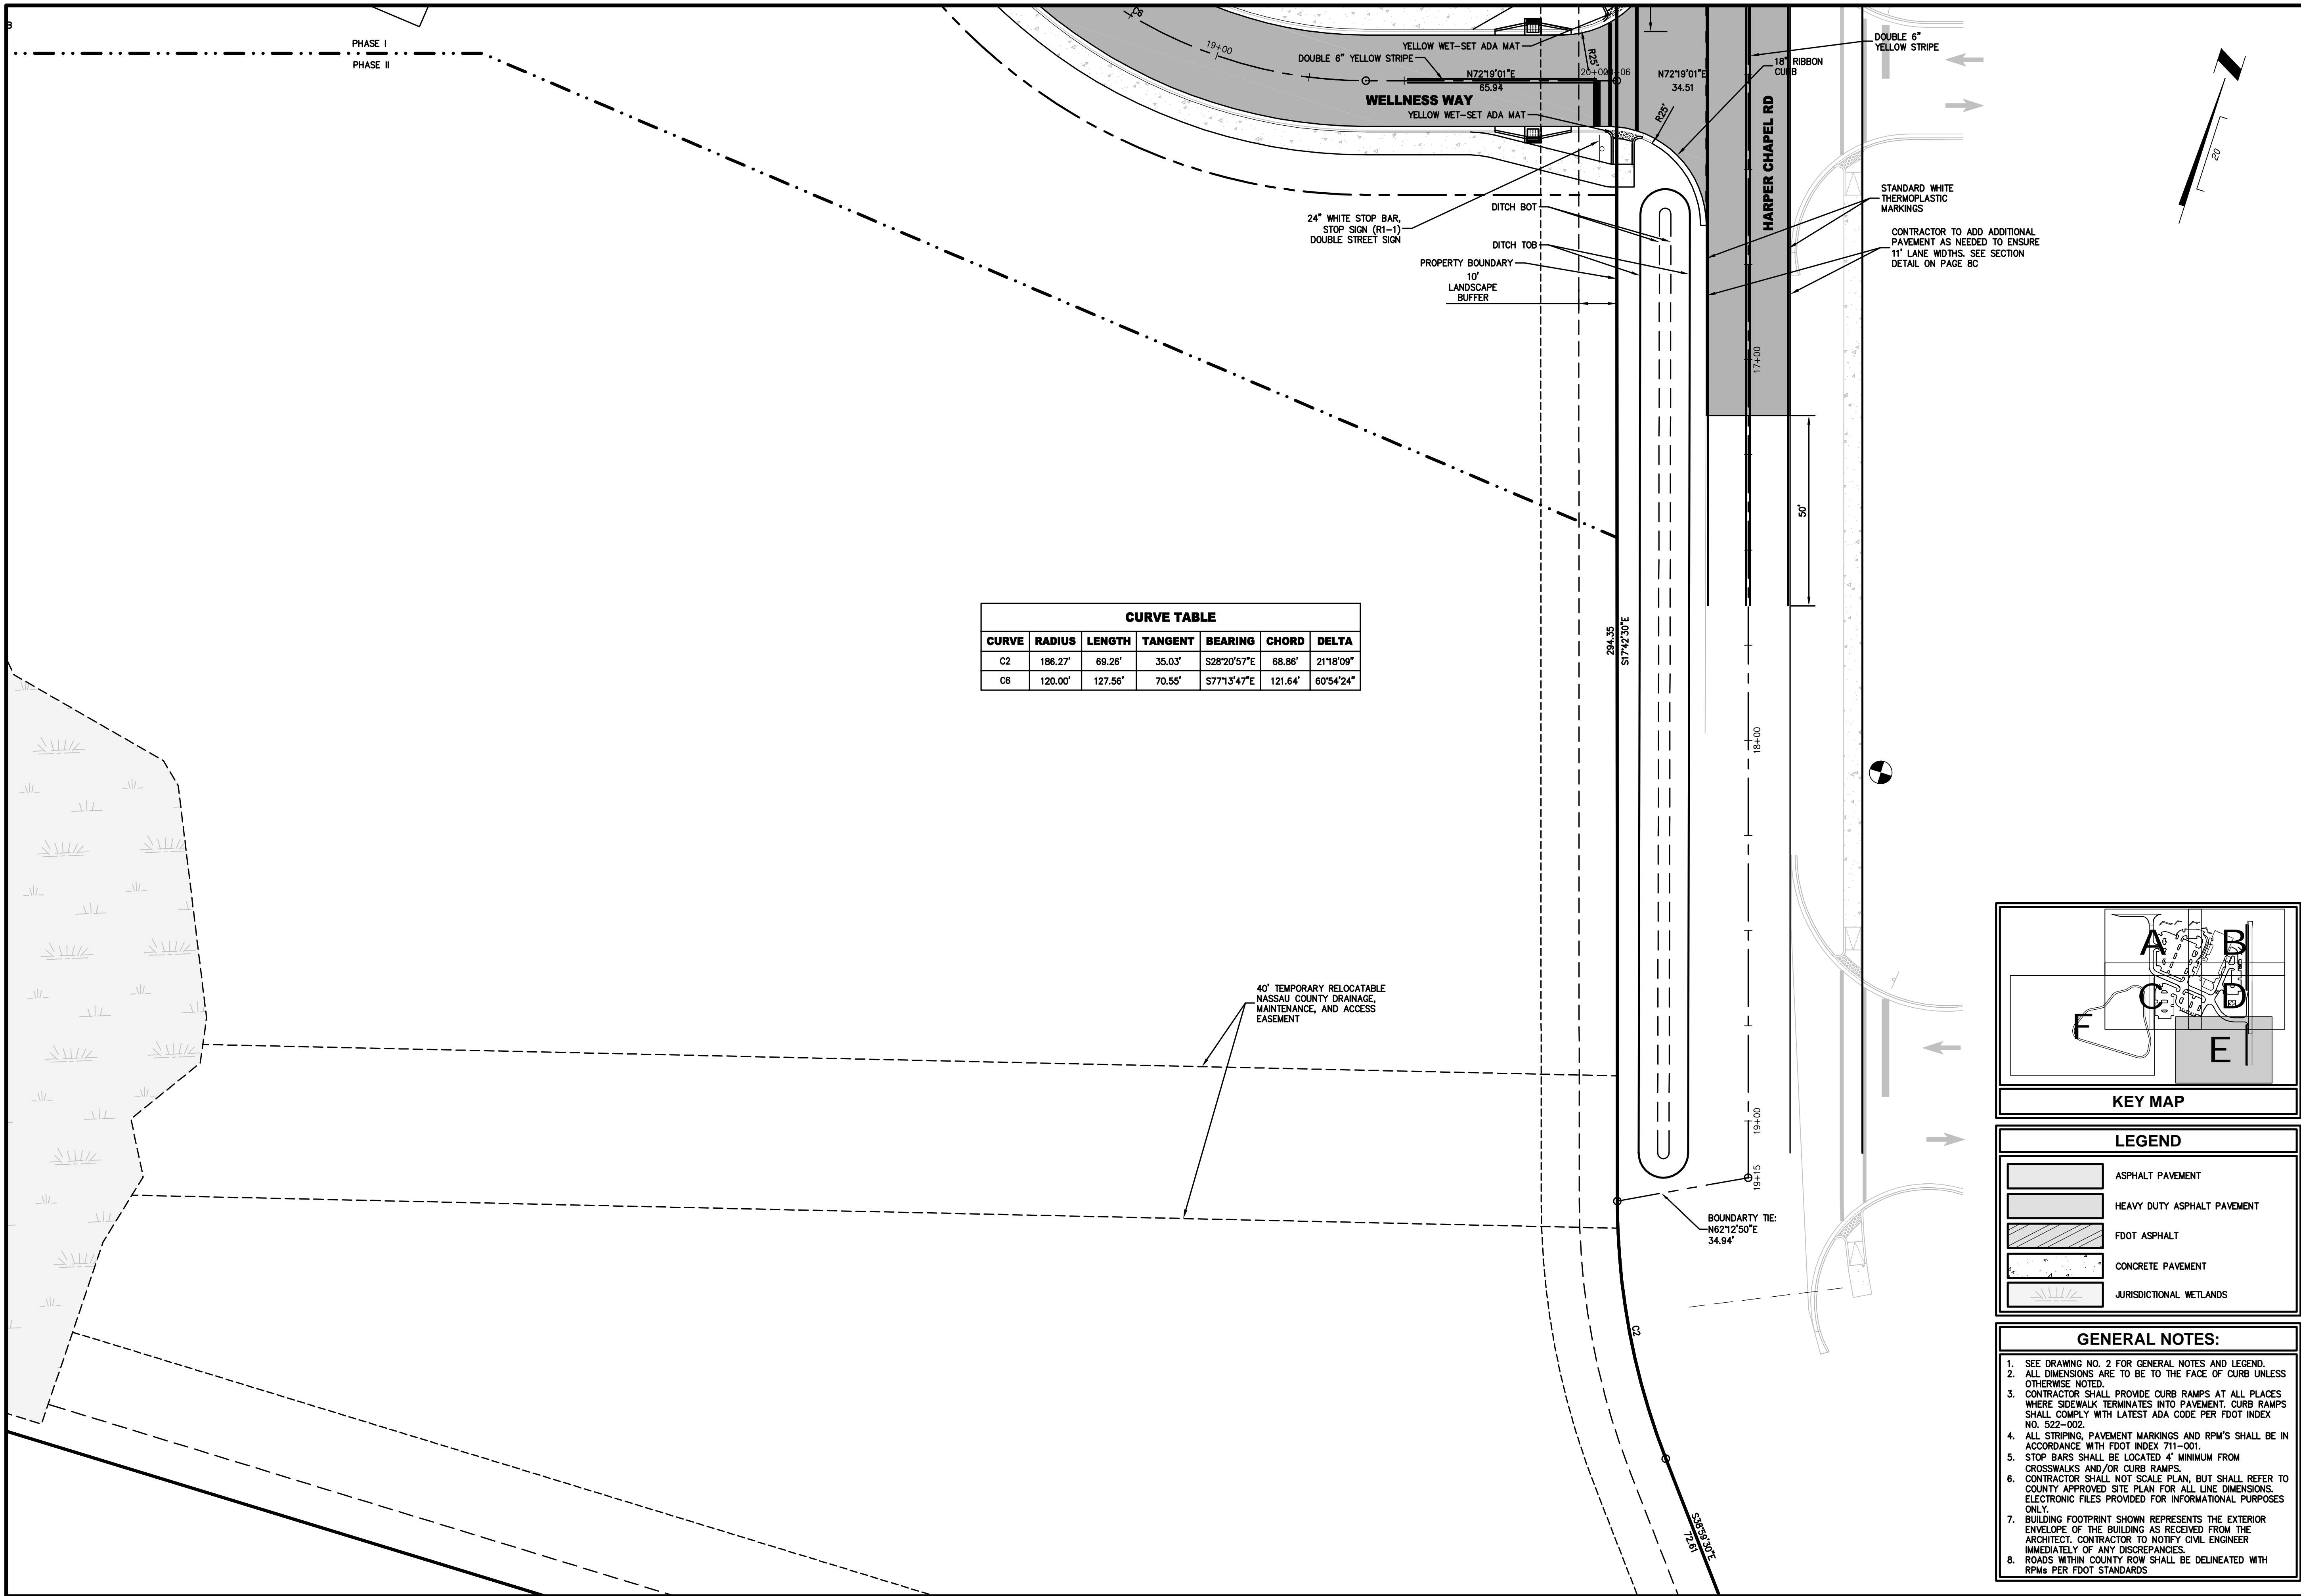 B
PHASE I
PHASE II
C6
19+00
YELLOW WET-SET ADA MAT
DOUBLE 6" YELLOW STRIPE
N72°19'01"E
65.94
WELLNESS WAY
YELLOW WET-SET ADA MAT
R25'
20+00
N72°19'01"E
34.51
R25'
DOUBLE 6"
YELLOW STRIPE
18" RIBBON
CURB
HARPER CHAPEL RD
20
STANDARD WHITE
THERMOPLASTIC
MARKINGS
CONTRACTOR TO ADD ADDITIONAL
PAVEMENT AS NEEDED TO ENSURE
11' LANE WIDTHS. SEE SECTION
DETAIL ON PAGE 8C
24" WHITE STOP BAR,
STOP SIGN (R1-1)
DOUBLE STREET SIGN
DITCH BOT
DITCH TOB
PROPERTY BOUNDARY
10'
LANDSCAPE
BUFFER
17+00
50'
CURVE TABLE
CURVE RADIUS LENGTH TANGENT BEARING CHORD DELTA
C2 186.27' 69.26' 35.03' S28°20'57"E 68.86' 21°18'09"
C6 120.00' 127.56' 70.55' S77°13'47"E 121.64' 60°54'24"
294.35
S17°42'30"E
18+00
40' TEMPORARY RELOCATABLE
NASSAU COUNTY DRAINAGE,
MAINTENANCE, AND ACCESS
EASEMENT
19+00
19+15
BOUNDARTY TIE:
N62°12'50"E
34.94'
C2
S38°59'30"E
72.61
A
B
C
D
F
E
KEY MAP
LEGEND
ASPHALT PAVEMENT
HEAVY DUTY ASPHALT PAVEMENT
FDOT ASPHALT
CONCRETE PAVEMENT
JURISDICTIONAL WETLANDS
GENERAL NOTES:
1. SEE DRAWING NO. 2 FOR GENERAL NOTES AND LEGEND.
2. ALL DIMENSIONS ARE TO BE TO THE FACE OF CURB UNLESS
OTHERWISE NOTED.
3. CONTRACTOR SHALL PROVIDE CURB RAMPS AT ALL PLACES
WHERE SIDEWALK TERMINATES INTO PAVEMENT. CURB RAMPS
SHALL COMPLY WITH LATEST ADA CODE PER FDOT INDEX
NO. 522-002.
4. ALL STRIPING, PAVEMENT MARKINGS AND RPM'S SHALL BE IN
ACCORDANCE WITH FDOT INDEX 711-001.
5. STOP BARS SHALL BE LOCATED 4' MINIMUM FROM
CROSSWALKS AND/OR CURB RAMPS.
6. CONTRACTOR SHALL NOT SCALE PLAN, BUT SHALL REFER TO
COUNTY APPROVED SITE PLAN FOR ALL LINE DIMENSIONS.
ELECTRONIC FILES PROVIDED FOR INFORMATIONAL PURPOSES
ONLY.
7. BUILDING FOOTPRINT SHOWN REPRESENTS THE EXTERIOR
ENVELOPE OF THE BUILDING AS RECEIVED FROM THE
ARCHITECT. CONTRACTOR TO NOTIFY CIVIL ENGINEER
IMMEDIATELY OF ANY DISCREPANCIES.
8. ROADS WITHIN COUNTY ROW SHALL BE DELINEATED WITH
RPMs PER FDOT STANDARDS